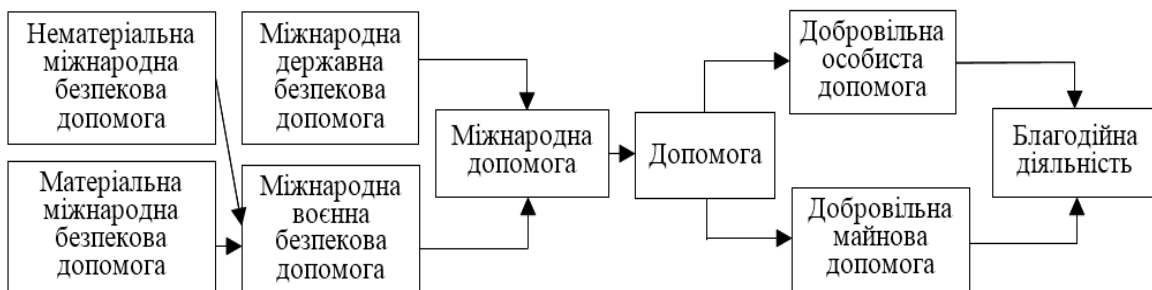 Нематеріальна
міжнародна
безпекова
допомога
Міжнародна
державна
безпекова
допомога
Матеріальна
міжнародна
безпекова
допомога
Міжнародна
воєнна
безпекова
допомога
Міжнародна
допомога
Допомога
Добровільна
особиста
допомога
Добровільна
майнова
допомога
Благодійна
діяльність